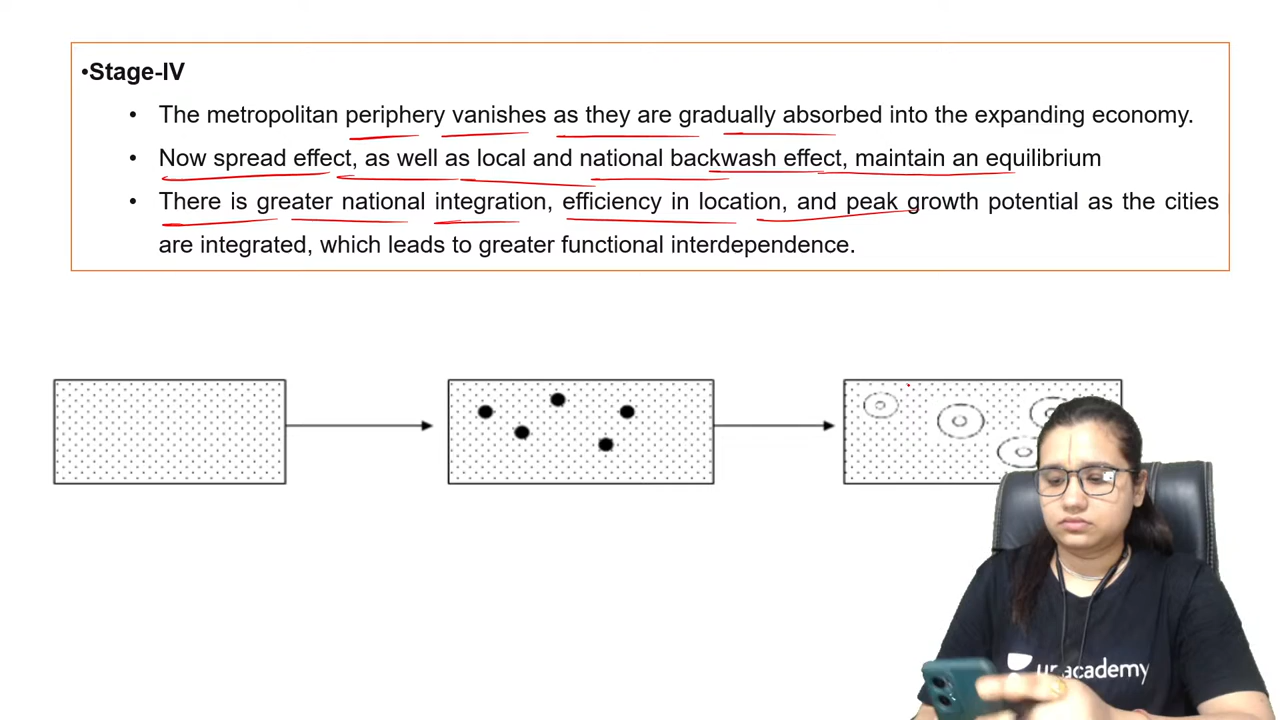 •Stage-IV
• The metropolitan periphery vanishes as they are gradually absorbed into the expanding economy.
• Now spread effect, as well as local and national backwash effect, maintain an equilibrium
• There is greater national integration, efficiency in location, and peak growth potential as the cities
are integrated, which leads to greater functional interdependence.